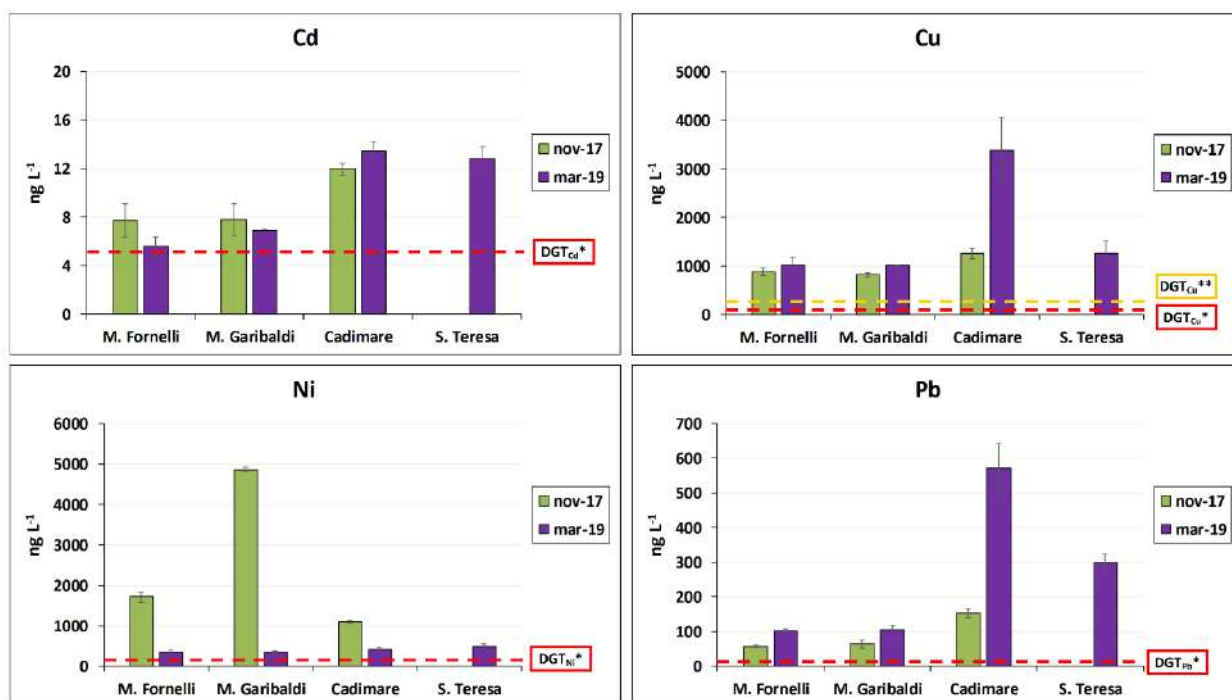 Cd
20
16
12
8
4
0
ng L⁻¹
M. Fornelli
M. Garibaldi
Cadimare
S. Teresa
nov-17
mar-19
DGTCd*
Cu
5000
4000
3000
2000
1000
0
ng L⁻¹
M. Fornelli
M. Garibaldi
Cadimare
S. Teresa
nov-17
mar-19
DGTCu**
DGTCu*
Ni
6000
5000
4000
3000
2000
1000
0
ng L⁻¹
M. Fornelli
M. Garibaldi
Cadimare
S. Teresa
nov-17
mar-19
DGTNi*
Pb
700
600
500
400
300
200
100
0
ng L⁻¹
M. Fornelli
M. Garibaldi
Cadimare
S. Teresa
nov-17
mar-19
DGTPb*